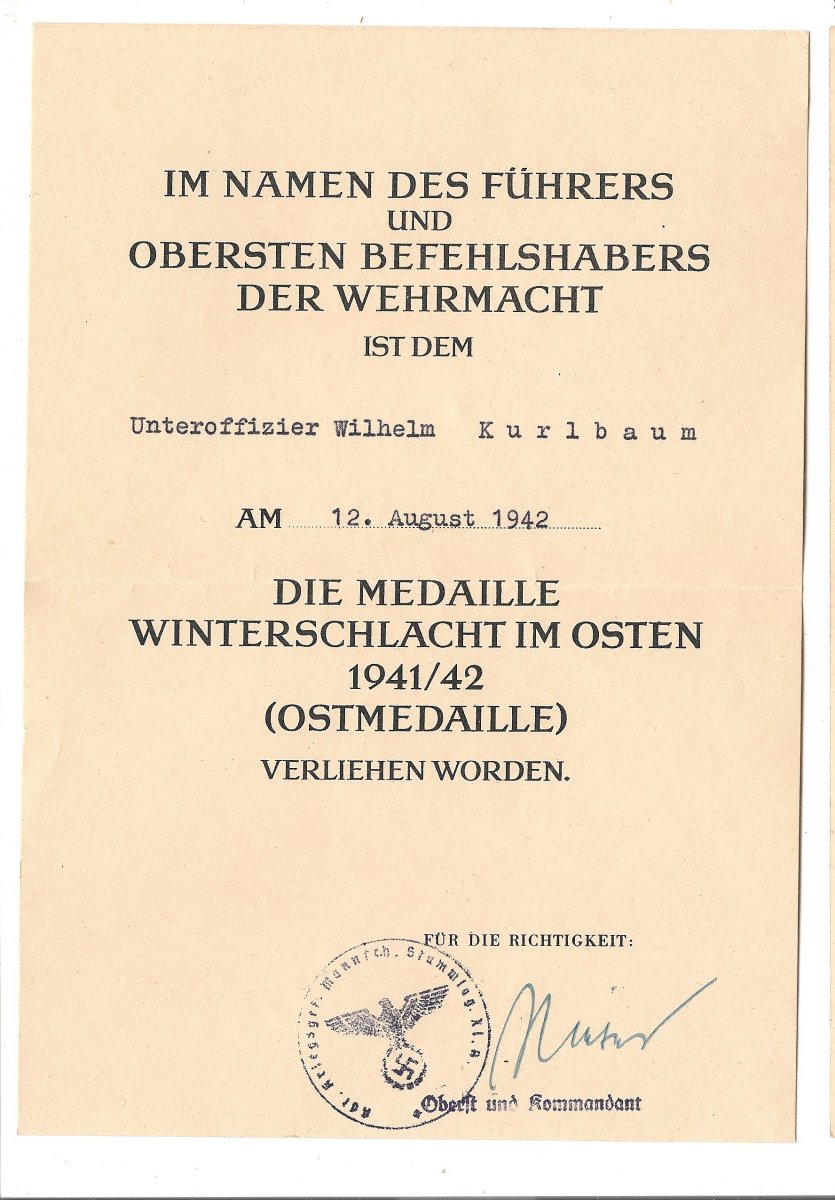 IM NAMEN DES FÜHRERS
UND
OBERSTEN BEFEHLSHABERS
DER WEHRMACHT
IST DEM
Unteroffizier Wilhelm K u r l b a u m
AM 12. August 1942
DIE MEDAILLE
WINTERSCHLACHT IM OSTEN
1941/42
(OSTMEDAILLE)
VERLIEHEN WORDEN.
FÜR DIE RICHTIGKEIT:
Kriegsgef. Mannsch. Stammlag. XI. A.
Oberst und Kommandant